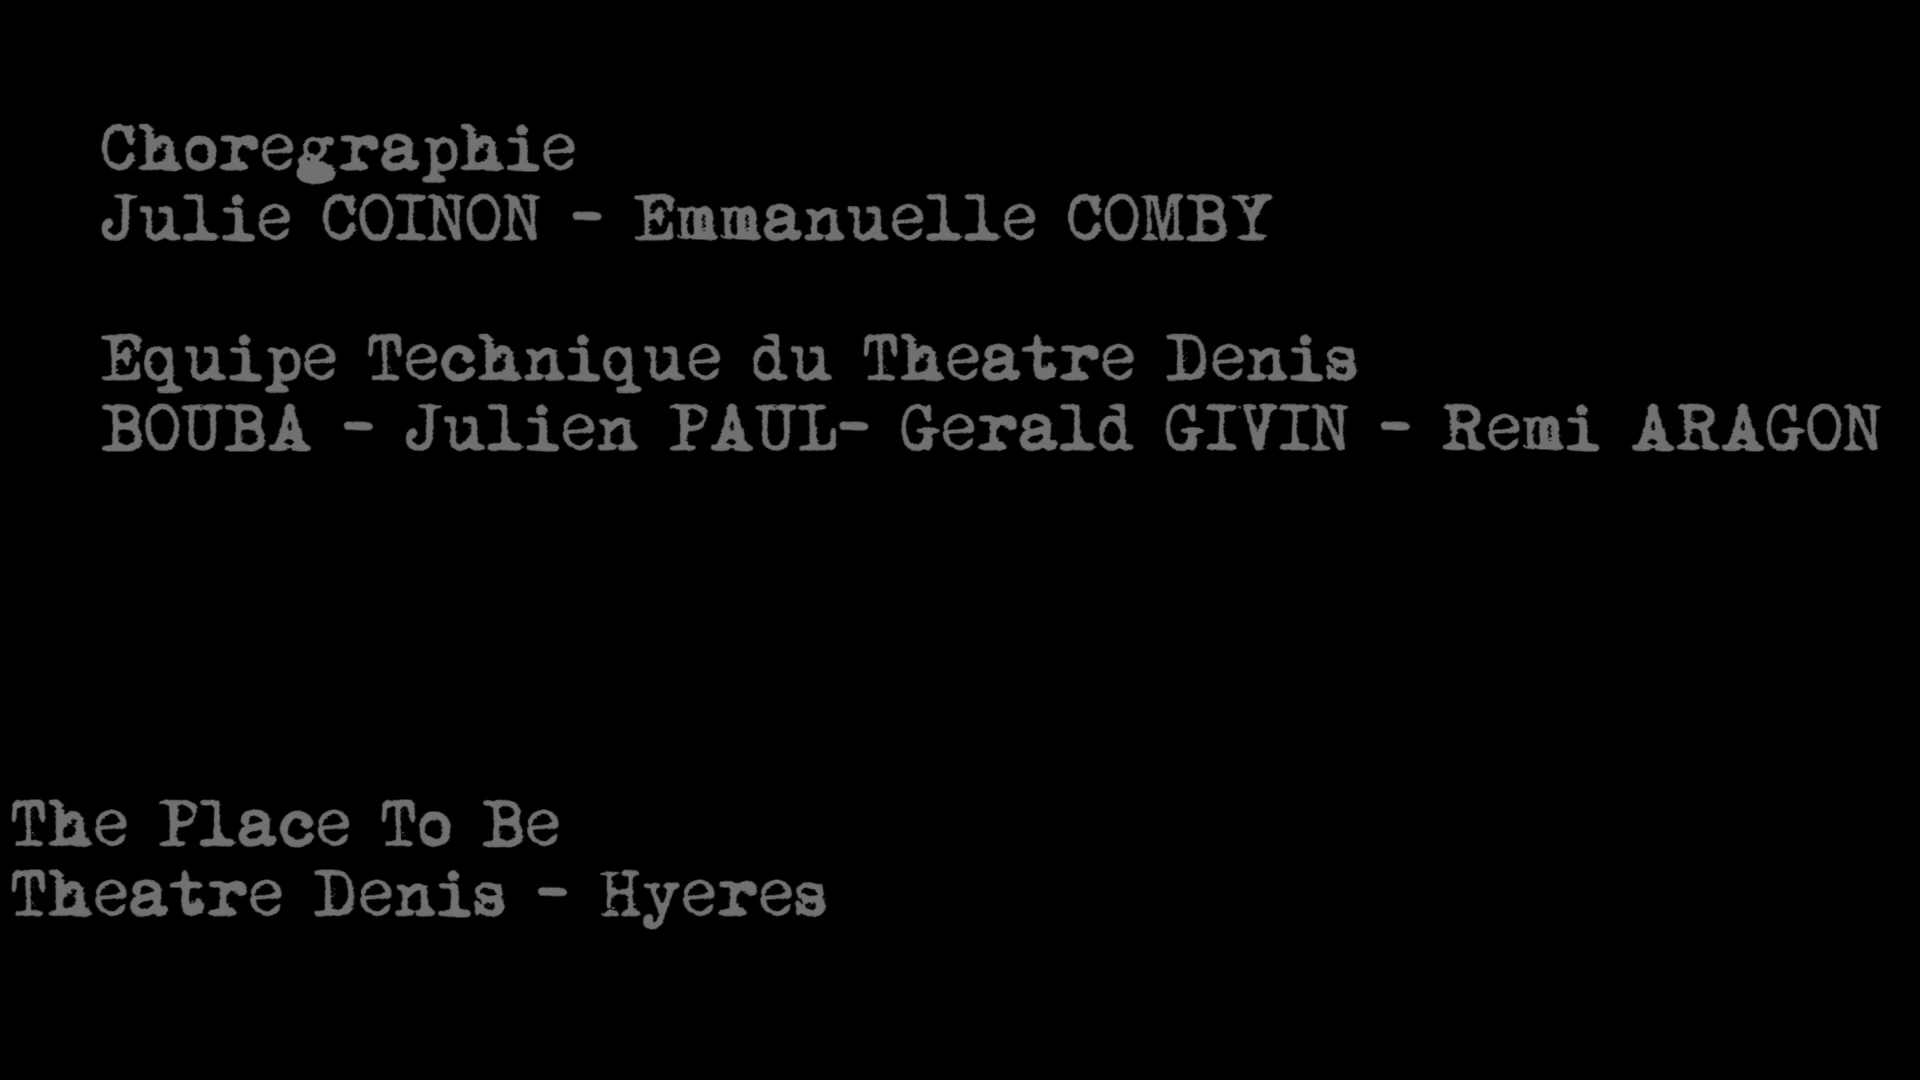 Choregraphie
Julie COINON - Emmanuelle COMBY
Equipe Technique du Theatre Denis
BOUBA - Julien PAUL- Gerald GIVIN - Remi ARAGON
The Place To Be
Theatre Denis - Hyeres